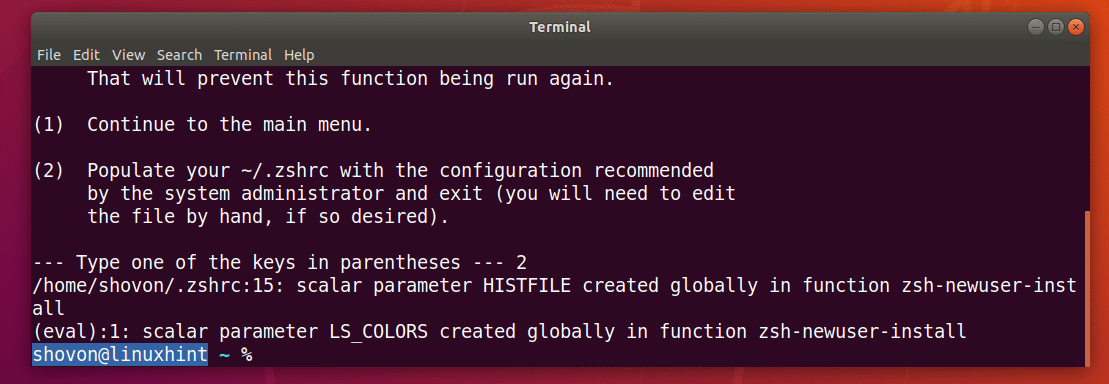 Terminal
File Edit View Search Terminal Help
That will prevent this function being run again.
(1) Continue to the main menu.
(2) Populate your ~/.zshrc with the configuration recommended
by the system administrator and exit (you will need to edit
the file by hand, if so desired).
--- Type one of the keys in parentheses --- 2
/home/shovon/.zshrc:15: scalar parameter HISTFILE created globally in function zsh-newuser-inst
all
(eval):1: scalar parameter LS_COLORS created globally in function zsh-newuser-install
shovon@linuxhint ~ %